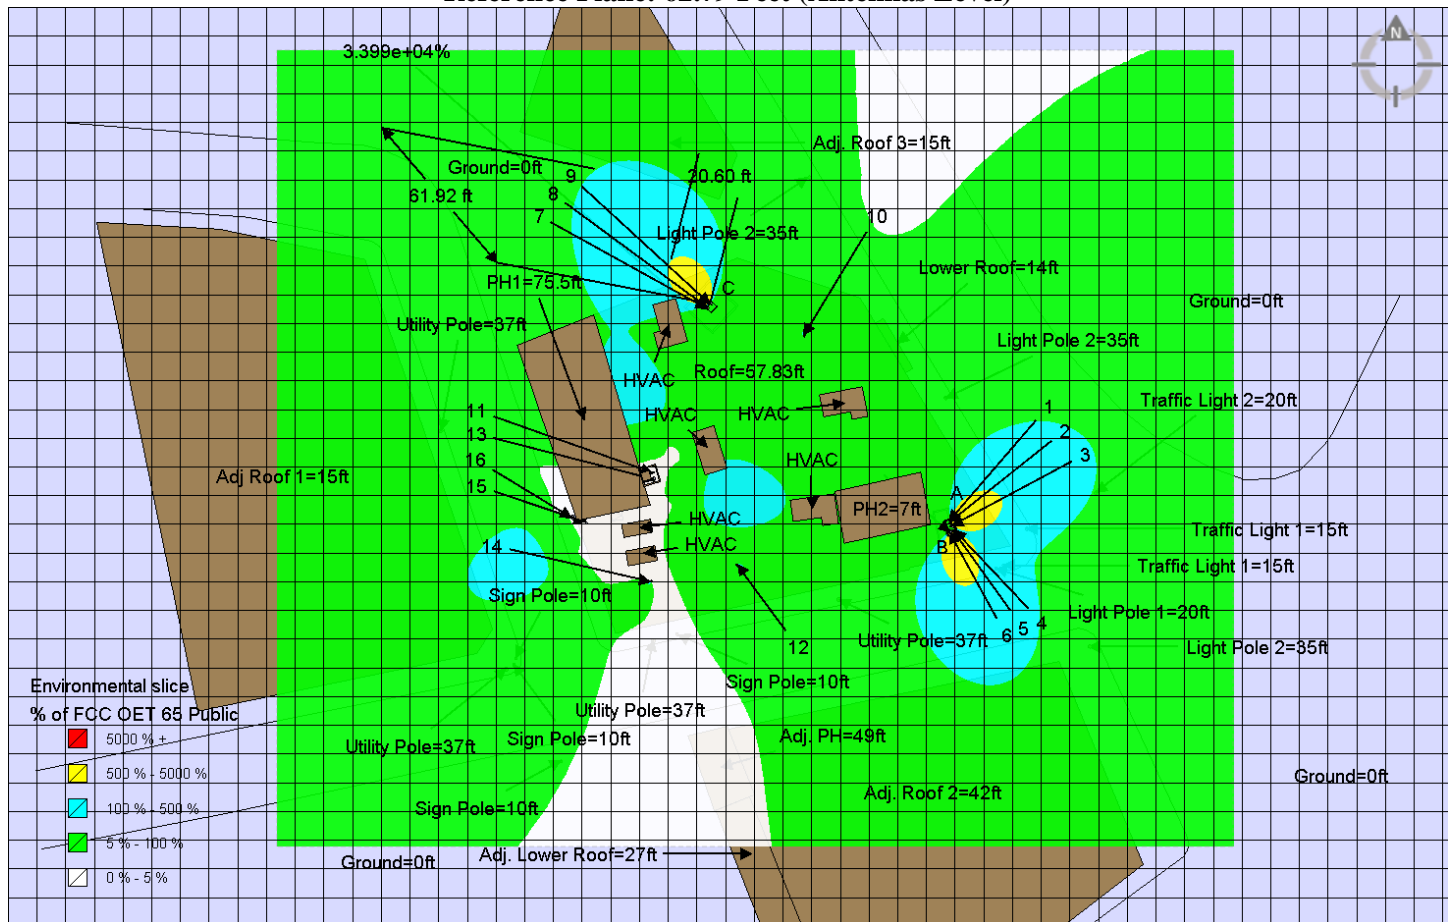 Reference Plane: 62.79 Feet (Antennas Level)
N
3.399e+04%
Adj. Roof 3=15ft
Ground=0ft
9
20.60 ft
8
61.92 ft
7
10
Light Pole 2=35ft
Lower Roof=14ft
PH1=75.5ft
C
Ground=0ft
Utility Pole=37ft
Light Pole 2=35ft
Roof=57.83ft
HVAC
Traffic Light 2=20ft
11
HVAC
HVAC
1
13
2
16
HVAC
3
Adj Roof 1=15ft
15
A
PH2=7ft
HVAC
Traffic Light 1=15ft
14
HVAC
B
Traffic Light 1=15ft
Sign Pole=10ft
Light Pole 1=20ft
4
5
6
12
Utility Pole=37ft
Light Pole 2=35ft
Sign Pole=10ft
Environmental slice
% of FCC OET 65 Public
Utility Pole=37ft
5000 % +
Sign Pole=10ft
Adj. PH=49ft
Utility Pole=37ft
500 % - 5000 %
Ground=0ft
Adj. Roof 2=42ft
100 % - 500 %
Sign Pole=10ft
5 % - 100 %
Adj. Lower Roof=27ft
Ground=0ft
0 % - 5 %